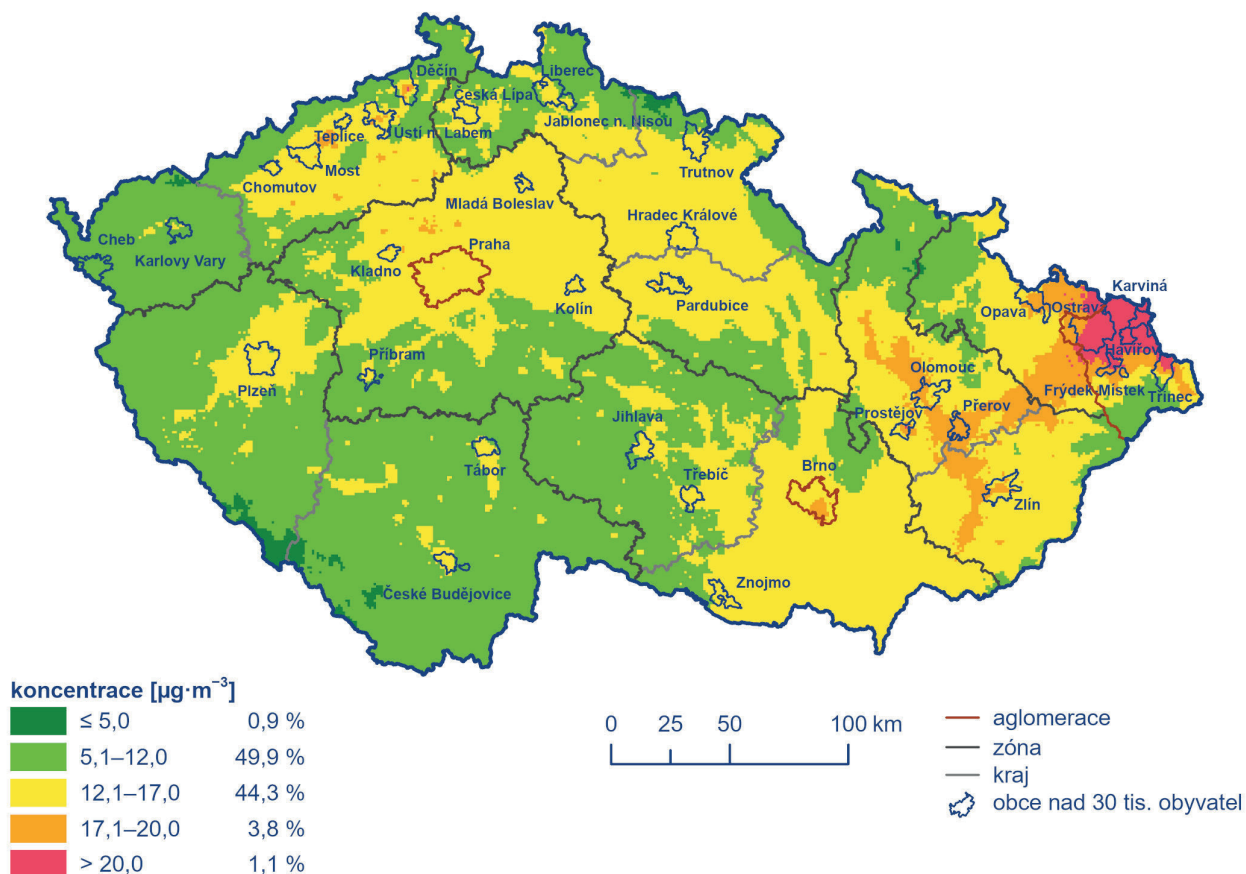 Děčín
Liberec
Česká Lípa
Jablonec n. Nisou
Teplice
Ústí n. Labem
Trutnov
Most
Chomutov
Mladá Boleslav
Hradec Králové
Cheb
Karlovy Vary
Praha
Kladno
Kolín
Pardubice
Karviná
Opava
Ostrava
Havířov
Příbram
Plzeň
Olomouc
Frýdek-Místek
Třinec
Prostějov
Přerov
Jihlava
Tábor
Třebíč
Brno
Zlín
České Budějovice
Znojmo
koncentrace [µg·m⁻³]
≤ 5,0 0,9 %
5,1–12,0 49,9 %
12,1–17,0 44,3 %
17,1–20,0 3,8 %
> 20,0 1,1 %
0 25 50 100 km
aglomerace
zóna
kraj
obce nad 30 tis. obyvatel